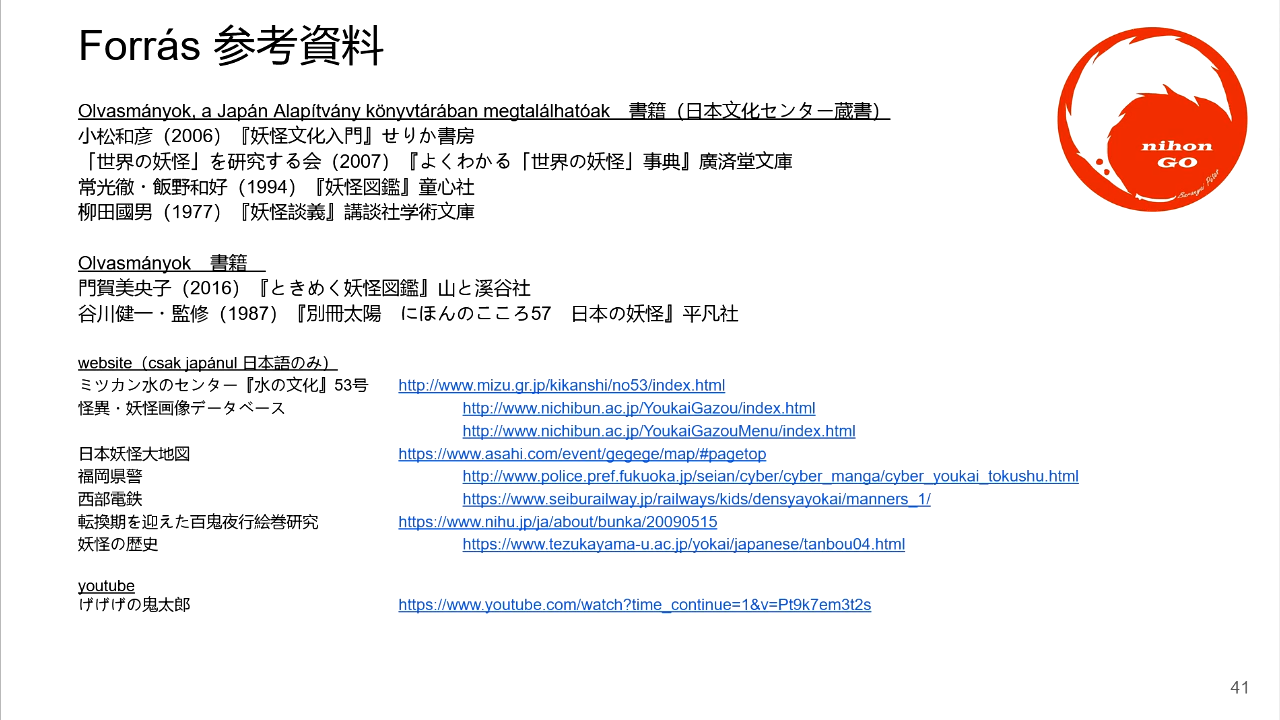 Forrás 参考資料
nihon
GO
Baranyai Péter
Olvasmányok, a Japán Alapítvány könyvtárában megtalálhatóak 書籍（日本文化センター蔵書）
小松和彦（2006）『妖怪文化入門』せりか書房
「世界の妖怪」を研究する会（2007）『よくわかる「世界の妖怪」事典』廣済堂文庫
常光徹・飯野和好（1994）『妖怪図鑑』童心社
柳田國男（1977）『妖怪談義』講談社学術文庫
Olvasmányok 書籍
門賀美央子（2016）『ときめく妖怪図鑑』山と溪谷社
谷川健一・監修（1987）『別冊太陽 にほんのこころ57 日本の妖怪』平凡社
website（csak japánul 日本語のみ）
ミツカン水のセンター『水の文化』53号 http://www.mizu.gr.jp/kikanshi/no53/index.html
怪異・妖怪画像データベース http://www.nichibun.ac.jp/YoukaiGazou/index.html
http://www.nichibun.ac.jp/YoukaiGazouMenu/index.html
日本妖怪大地図 https://www.asahi.com/event/gegege/map/#pagetop
福岡県警 http://www.police.pref.fukuoka.jp/seian/cyber/cyber_manga/cyber_youkai_tokushu.html
西部電鉄 https://www.seiburailway.jp/railways/kids/densyayokai/manners_1/
転換期を迎えた百鬼夜行絵巻研究 https://www.nihu.jp/ja/about/bunka/20090515
妖怪の歴史 https://www.tezukayama-u.ac.jp/yokai/japanese/tanbou04.html
youtube
げげげの鬼太郎 https://www.youtube.com/watch?time_continue=1&v=Pt9k7em3t2s
41